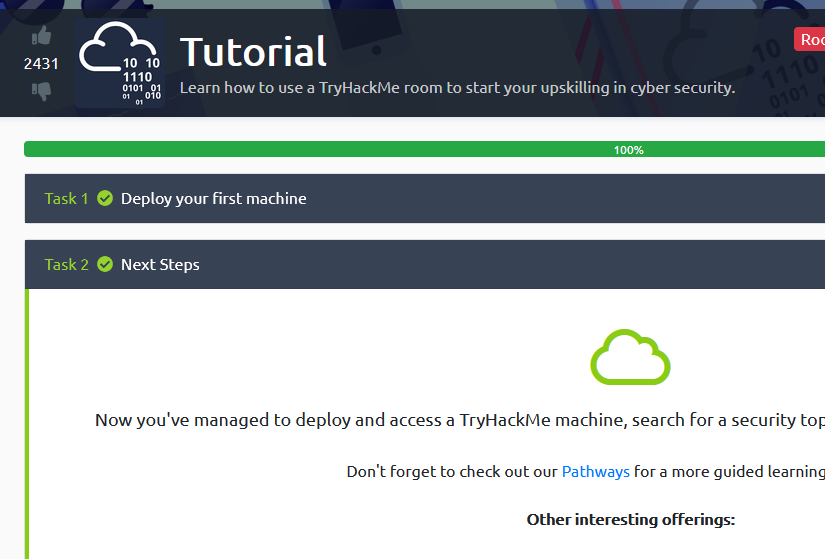 2431
10 10
1110
0101 01
01 010
01
Tutorial
Learn how to use a TryHackMe room to start your upskilling in cyber security.
100%
Task 1 Deploy your first machine
Task 2 Next Steps
Now you've managed to deploy and access a TryHackMe machine, search for a security
Don't forget to check out our Pathways for a more guided learning
Other interesting offerings: